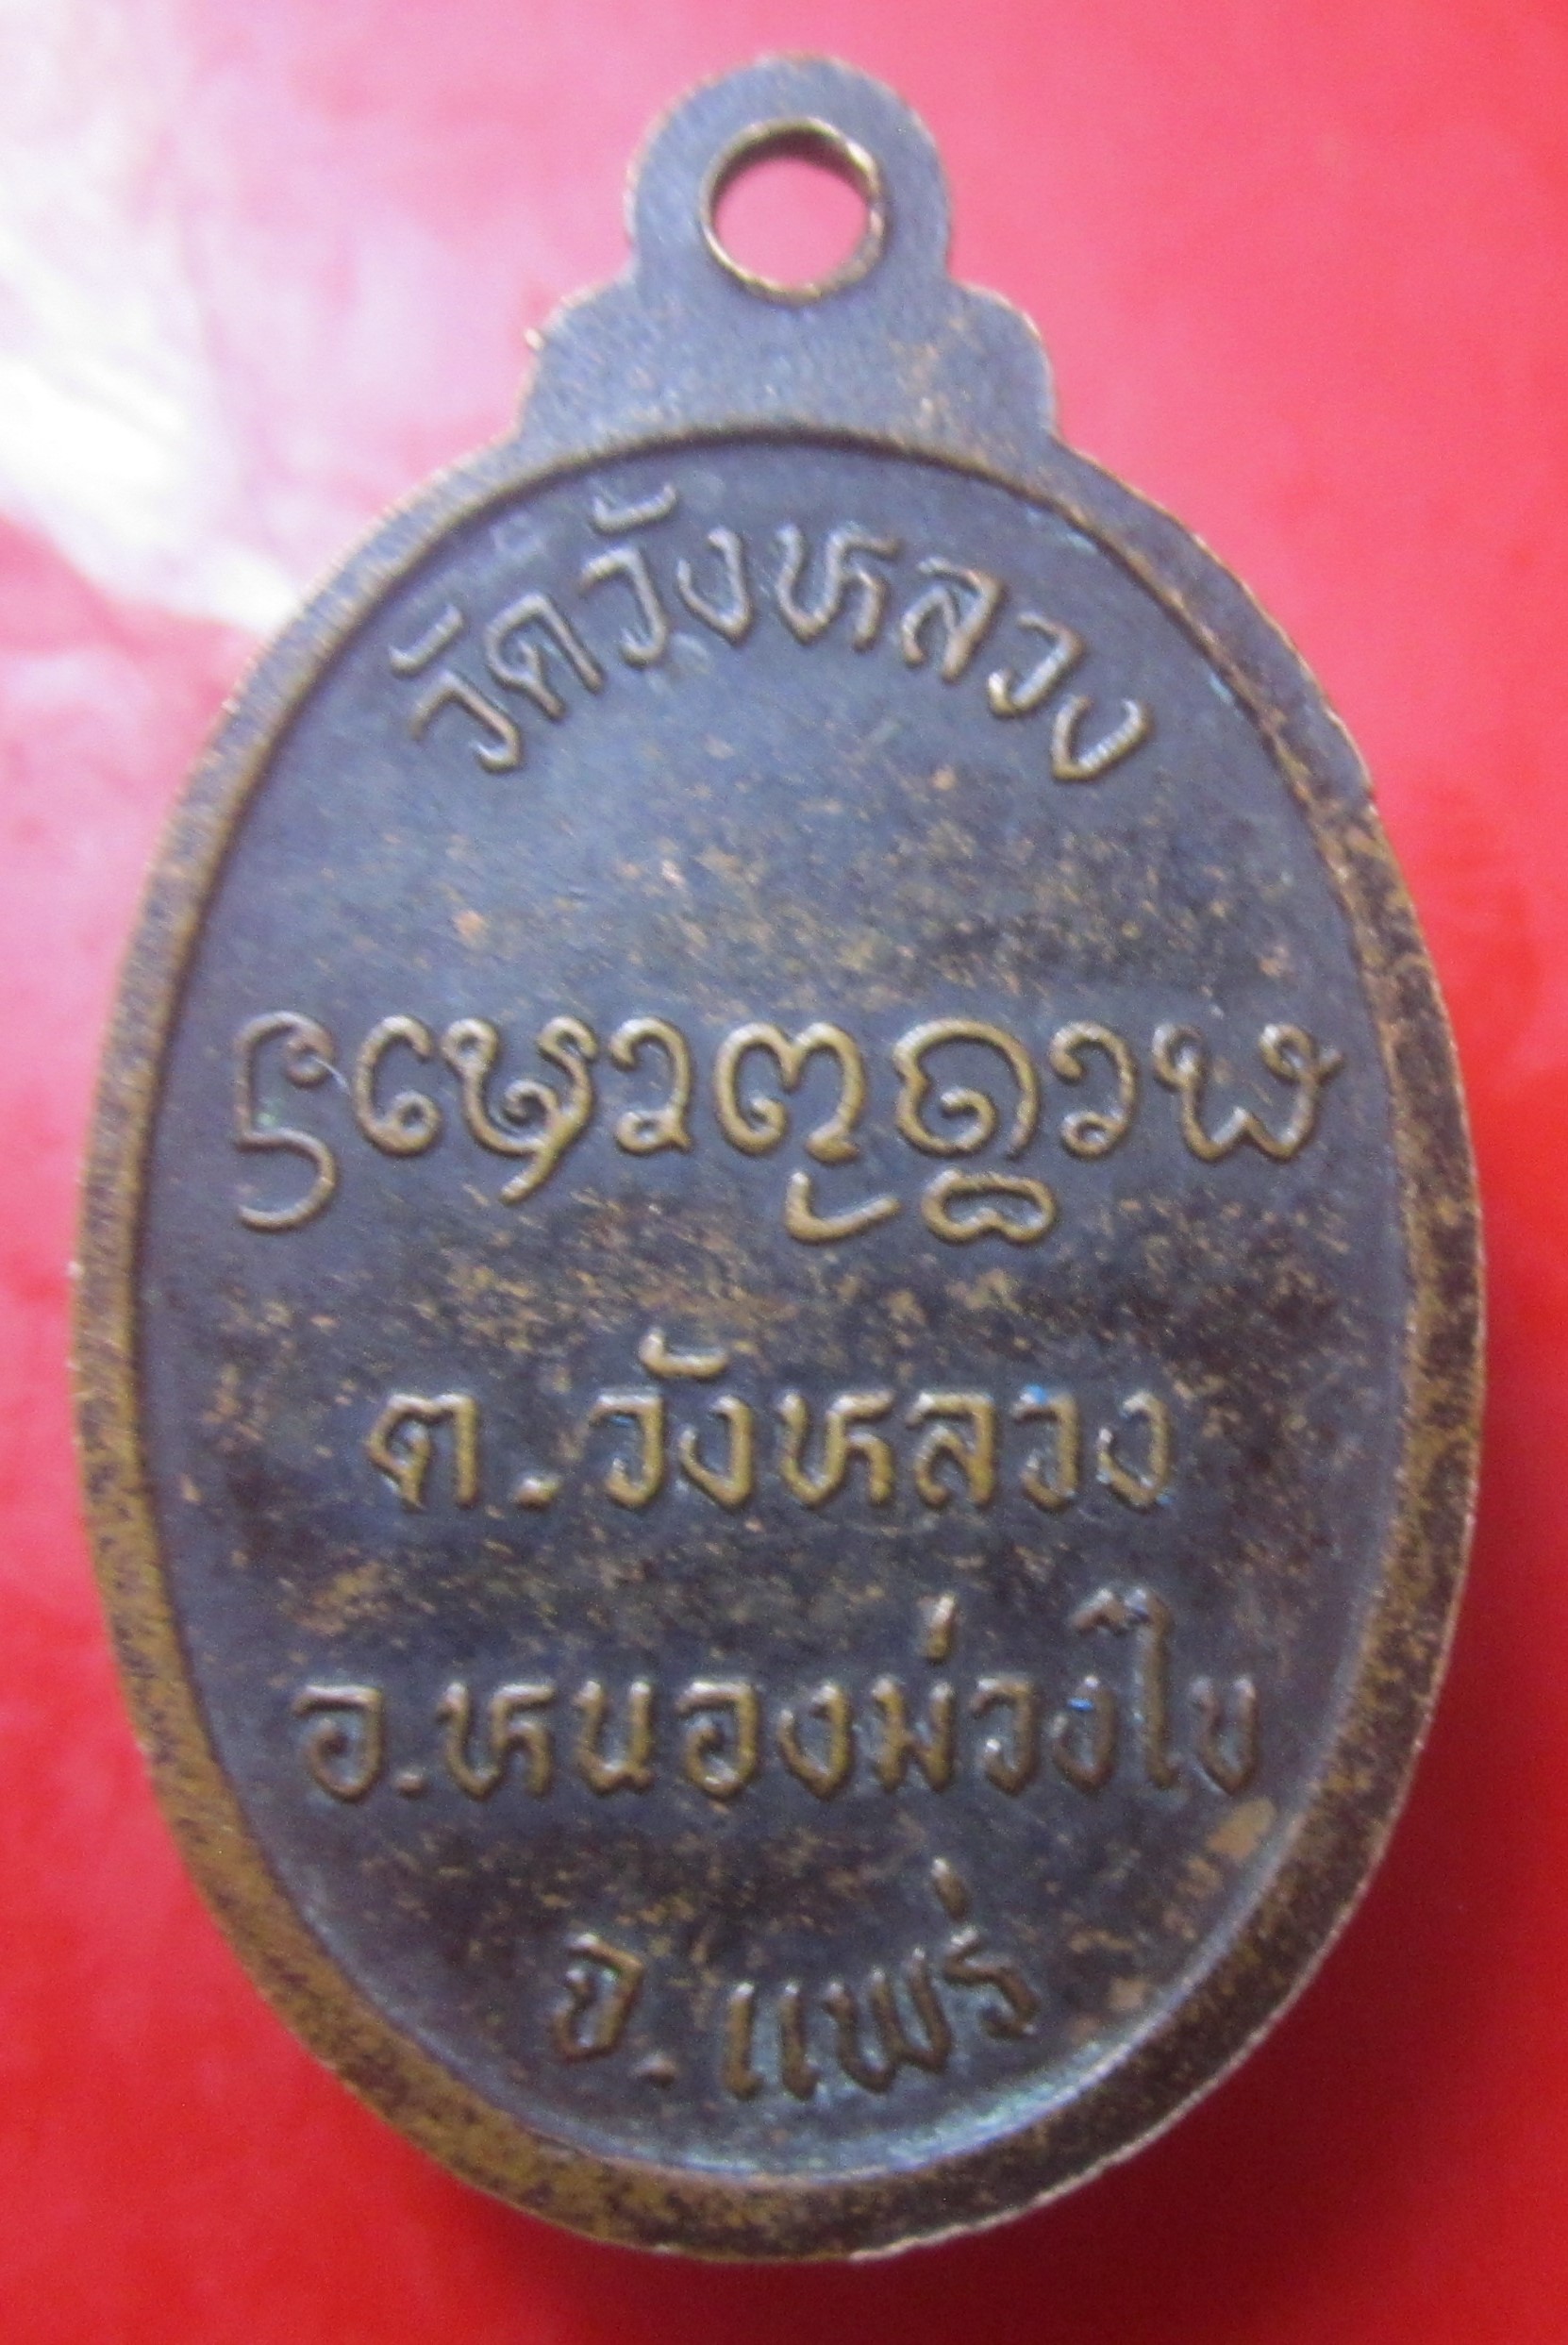 วัดวังหลวง
ต.วังหลวง
อ.หนองม่วงไข
จ.แพร่